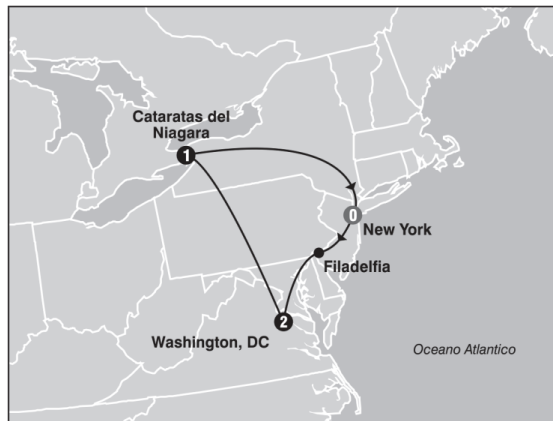 Cataratas del
Niagara
1
0
New York
Filadelfia
2
Washington, DC
Oceano Atlantico